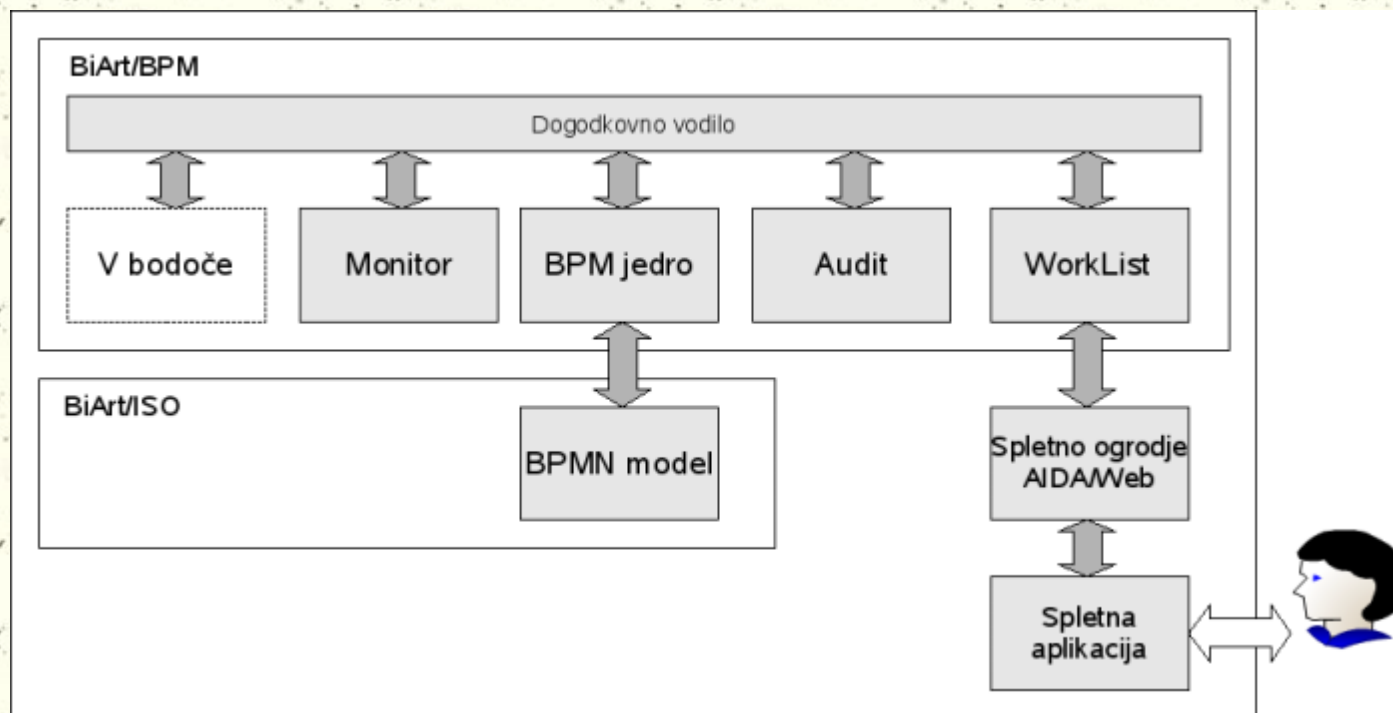 BiArt/BPM
Dogodkovno vodilo
V bodoče
Monitor
BPM jedro
Audit
WorkList
BiArt/ISO
BPMN model
Spletno ogrodje
AIDA/Web
Spletna
aplikacija